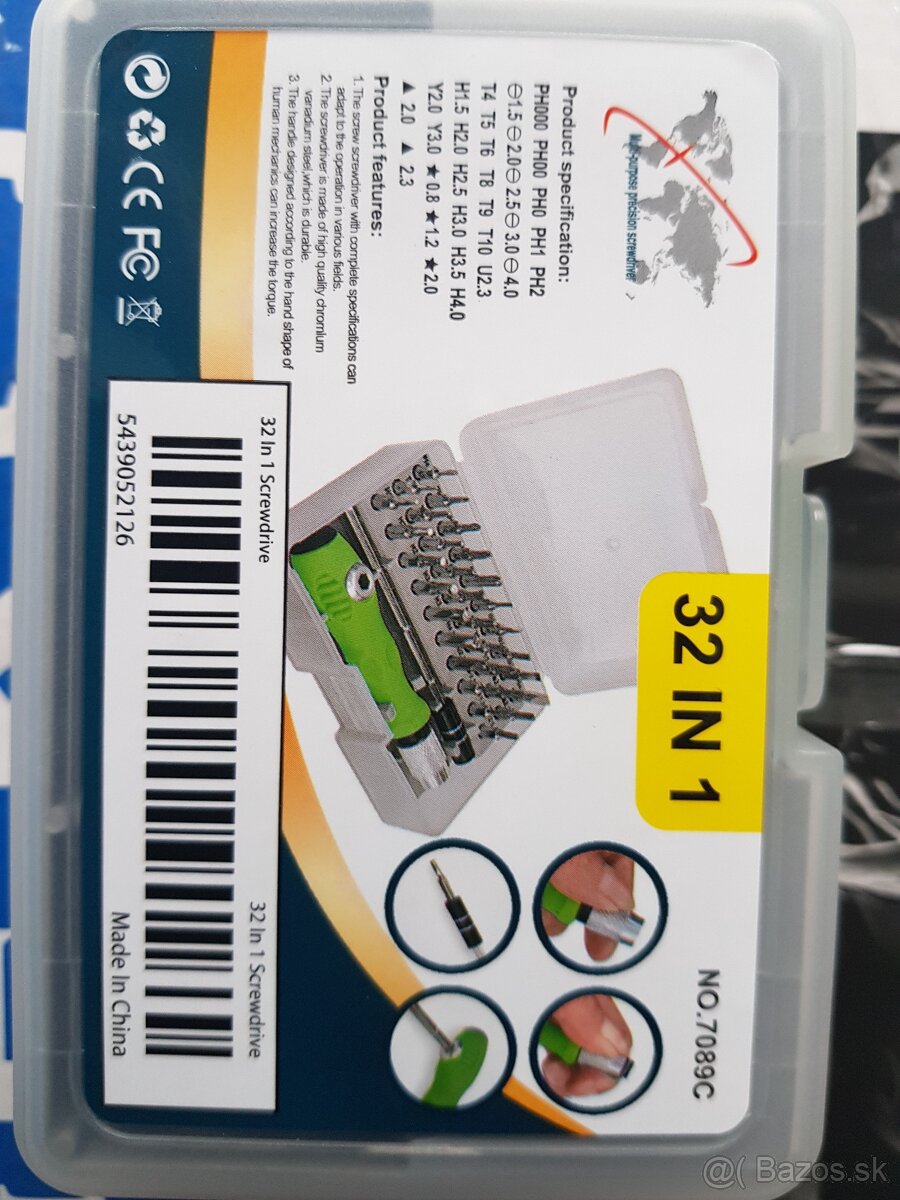 Multi-purpose precision screwdriver
Product specification:
PH000 PH00 PH0 PH1 PH2
⊖1.5 ⊖2.0 ⊖2.5 ⊖3.0 ⊖4.0
T4 T5 T6 T8 T9 T10 U2.3
H1.5 H2.0 H2.5 H3.0 H3.5 H4.0
Y2.0 Y3.0 ★0.8 ★1.2 ★2.0
▲ 2.0 ▲ 2.3
Product features:
1. The screw screwdriver with complete specifications can
adapt to the operation in various fields.
2. The screwdriver is made of high quality chromium
vanadium steel,which is durable.
3. The handle designed according to the hand shape of
human mechanics can increase the torque.
CE FC
32 IN 1
NO.7089C
32 In 1 Screwdrive
32 In 1 Screwdrive
5439052126
Made In China
@( Bazos.sk